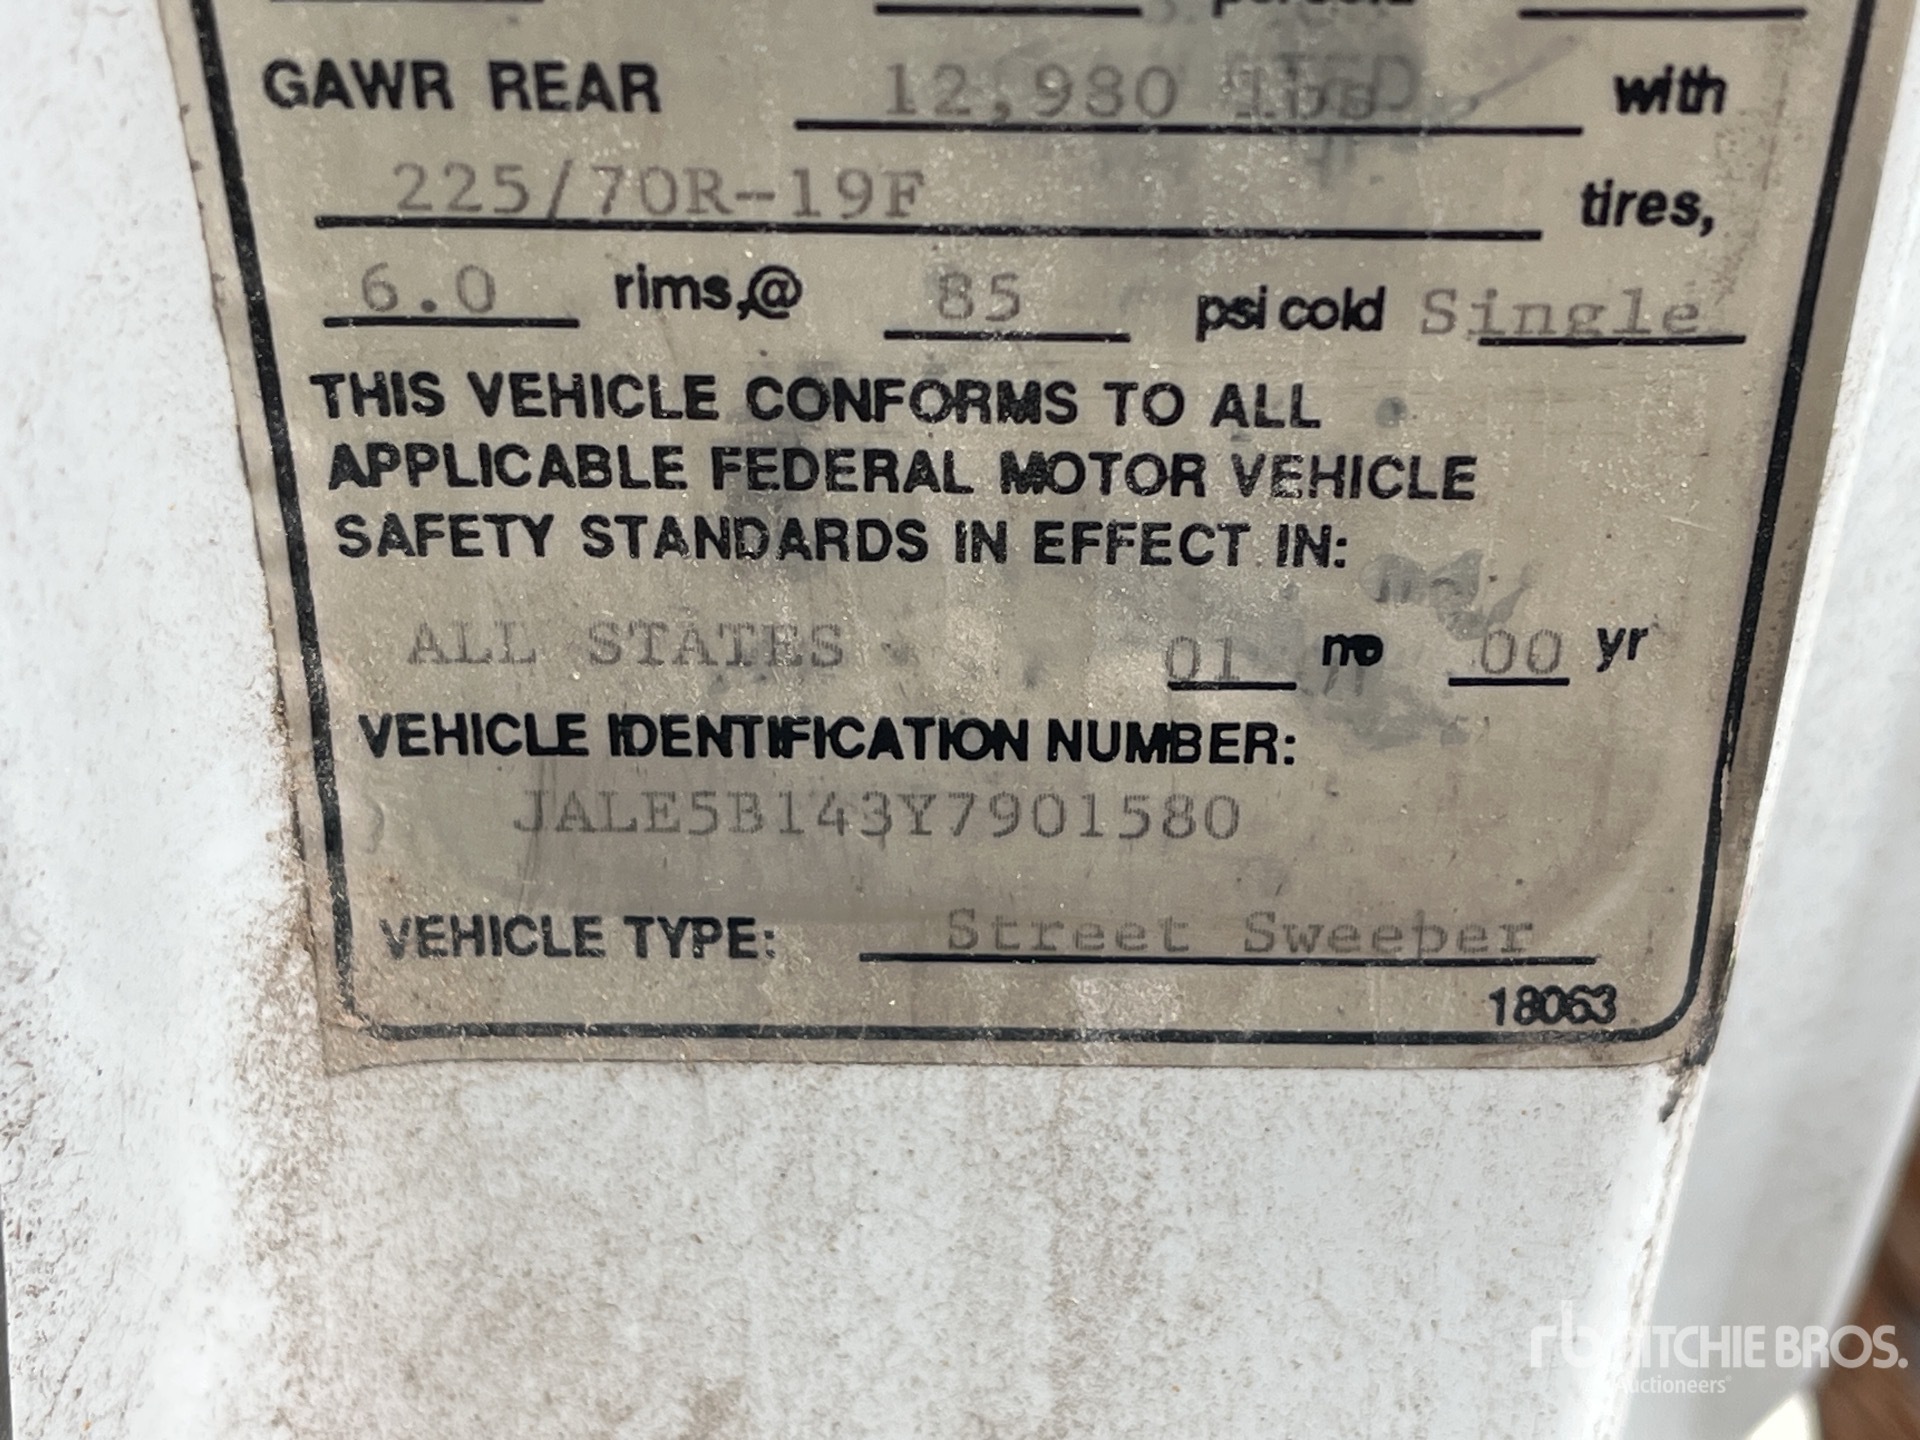 GAWR REAR 12,980 lbs with
225/70R-19F tires,
6.0 rims,@ 85 psi cold Single
THIS VEHICLE CONFORMS TO ALL
APPLICABLE FEDERAL MOTOR VEHICLE
SAFETY STANDARDS IN EFFECT IN:
ALL STATES 01 mo 00 yr
VEHICLE IDENTIFICATION NUMBER:
JALE5B143Y7901580
VEHICLE TYPE: Street Sweeper
18063
rb RITCHIE BROS.
Auctioneers